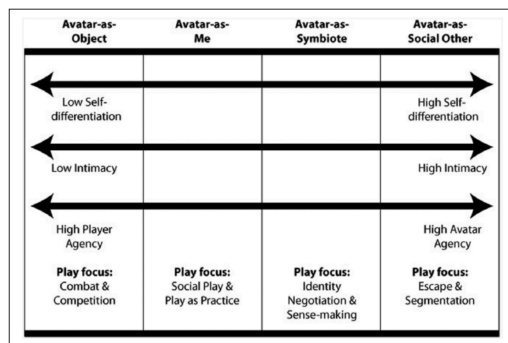 Avatar-as-
Object
Avatar-as-
Me
Avatar-as-
Symbiote
Avatar-as-
Social Other
Low Self-
differentiation
High Self-
differentiation
Low Intimacy
High Intimacy
High Player
Agency
High Avatar
Agency
Play focus:
Combat &
Competition
Play focus:
Social Play &
Play as Practice
Play focus:
Identity
Negotiation &
Sense-making
Play focus:
Escape &
Segmentation